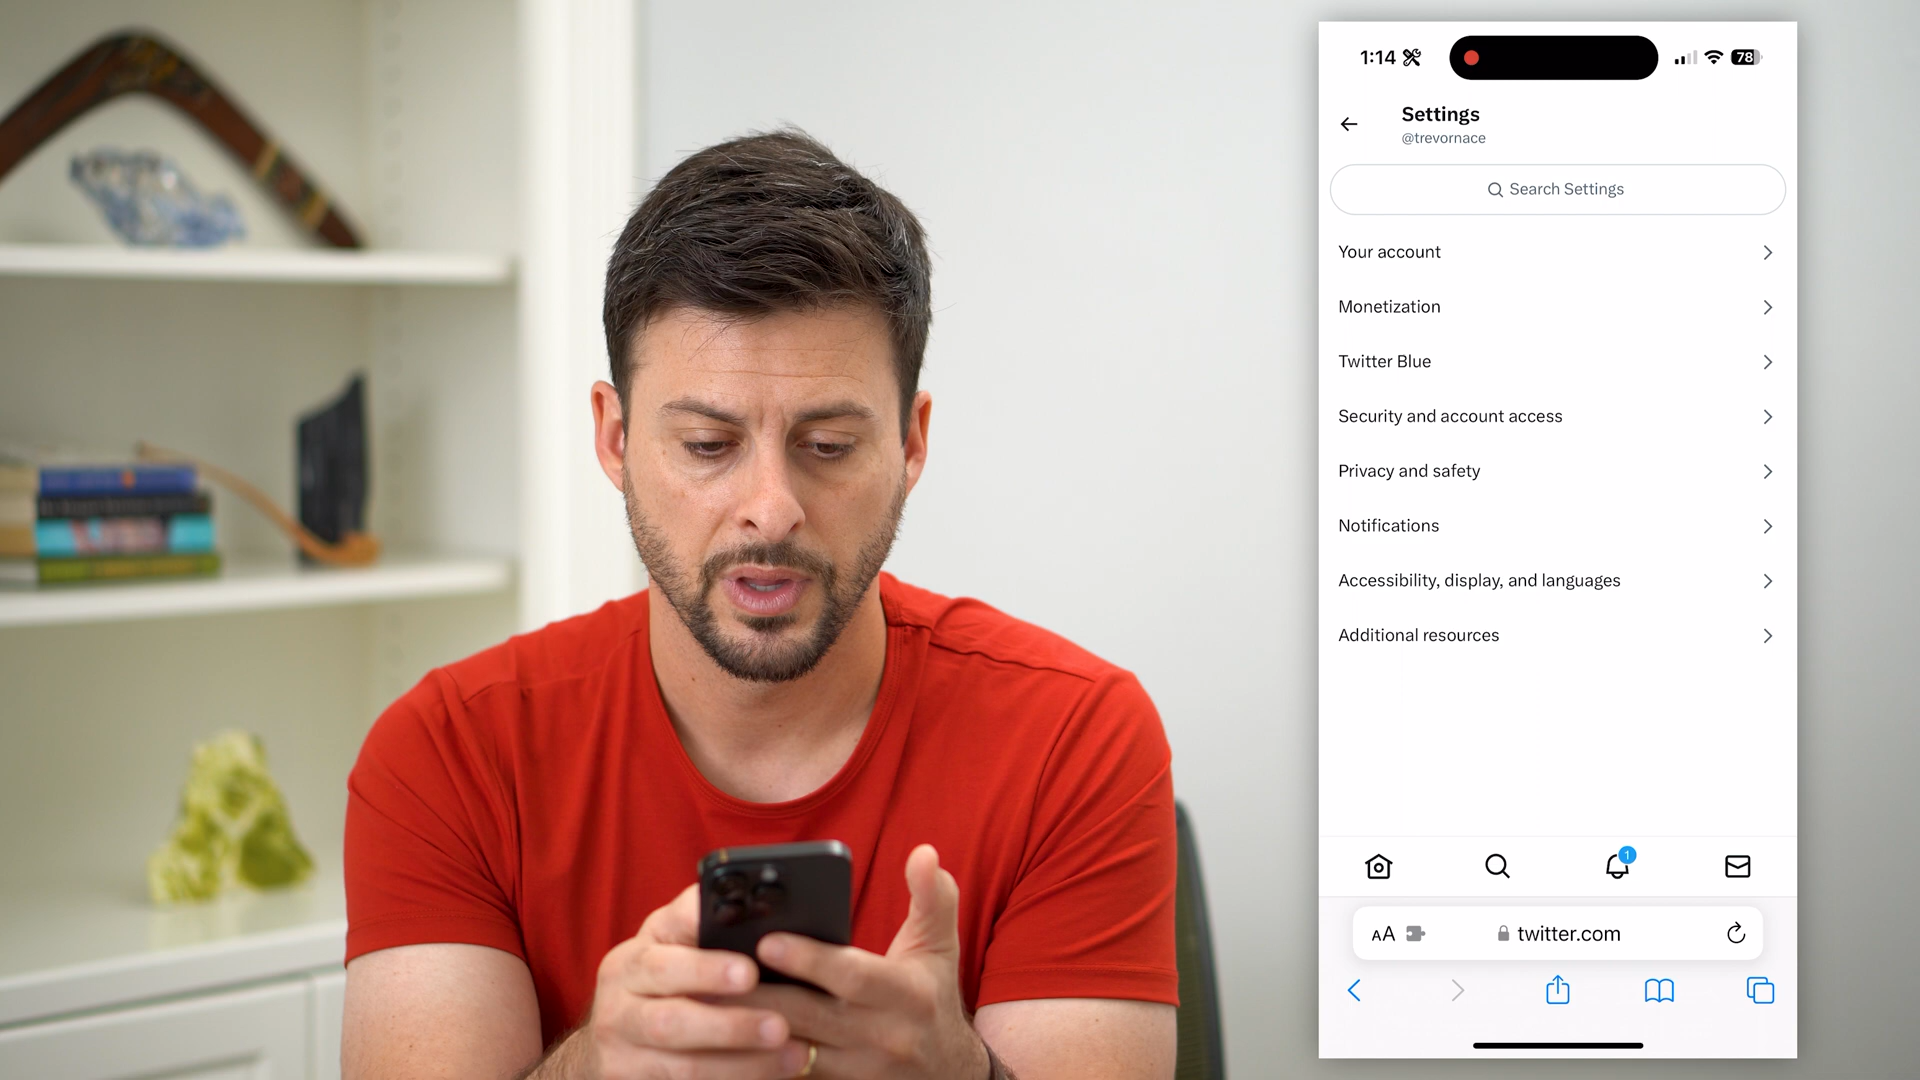 1:14
78
Settings
@trevornace
Search Settings
Your account
Monetization
Twitter Blue
Security and account access
Privacy and safety
Notifications
Accessibility, display, and languages
Additional resources
1
AA
twitter.com